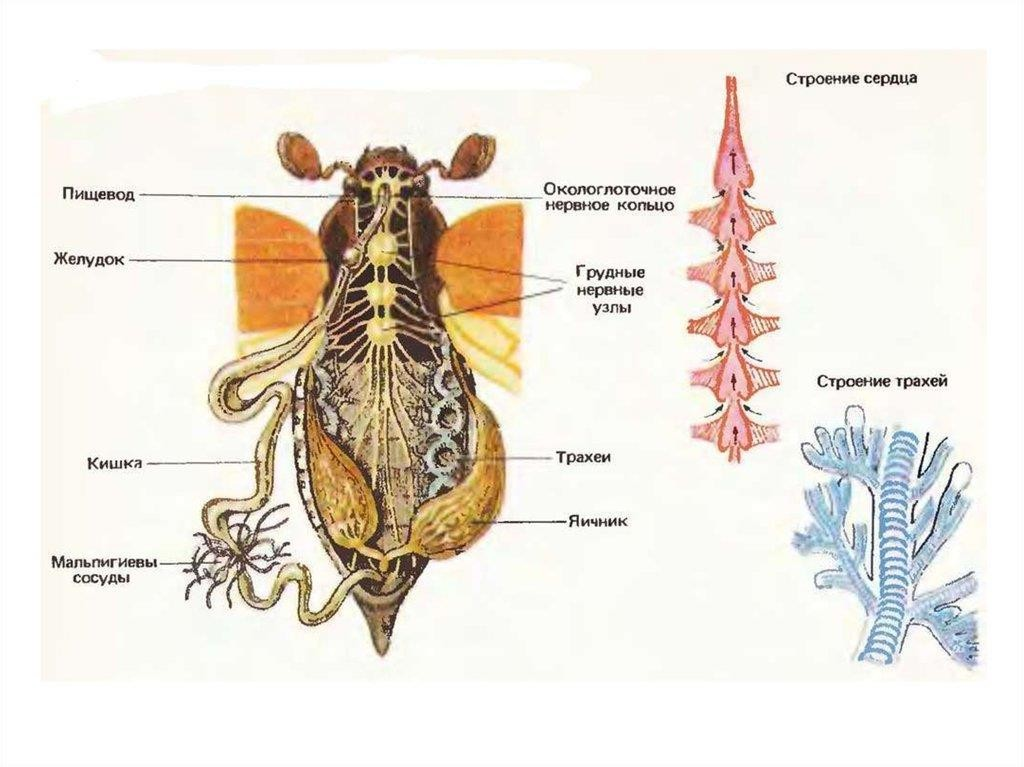 Строение сердца
Пищевод
Окологлоточное
нервное кольцо
Желудок
Грудные
нервные
узлы
Строение трахей
Кишка
Трахеи
Яичник
Мальпигиевы
сосуды